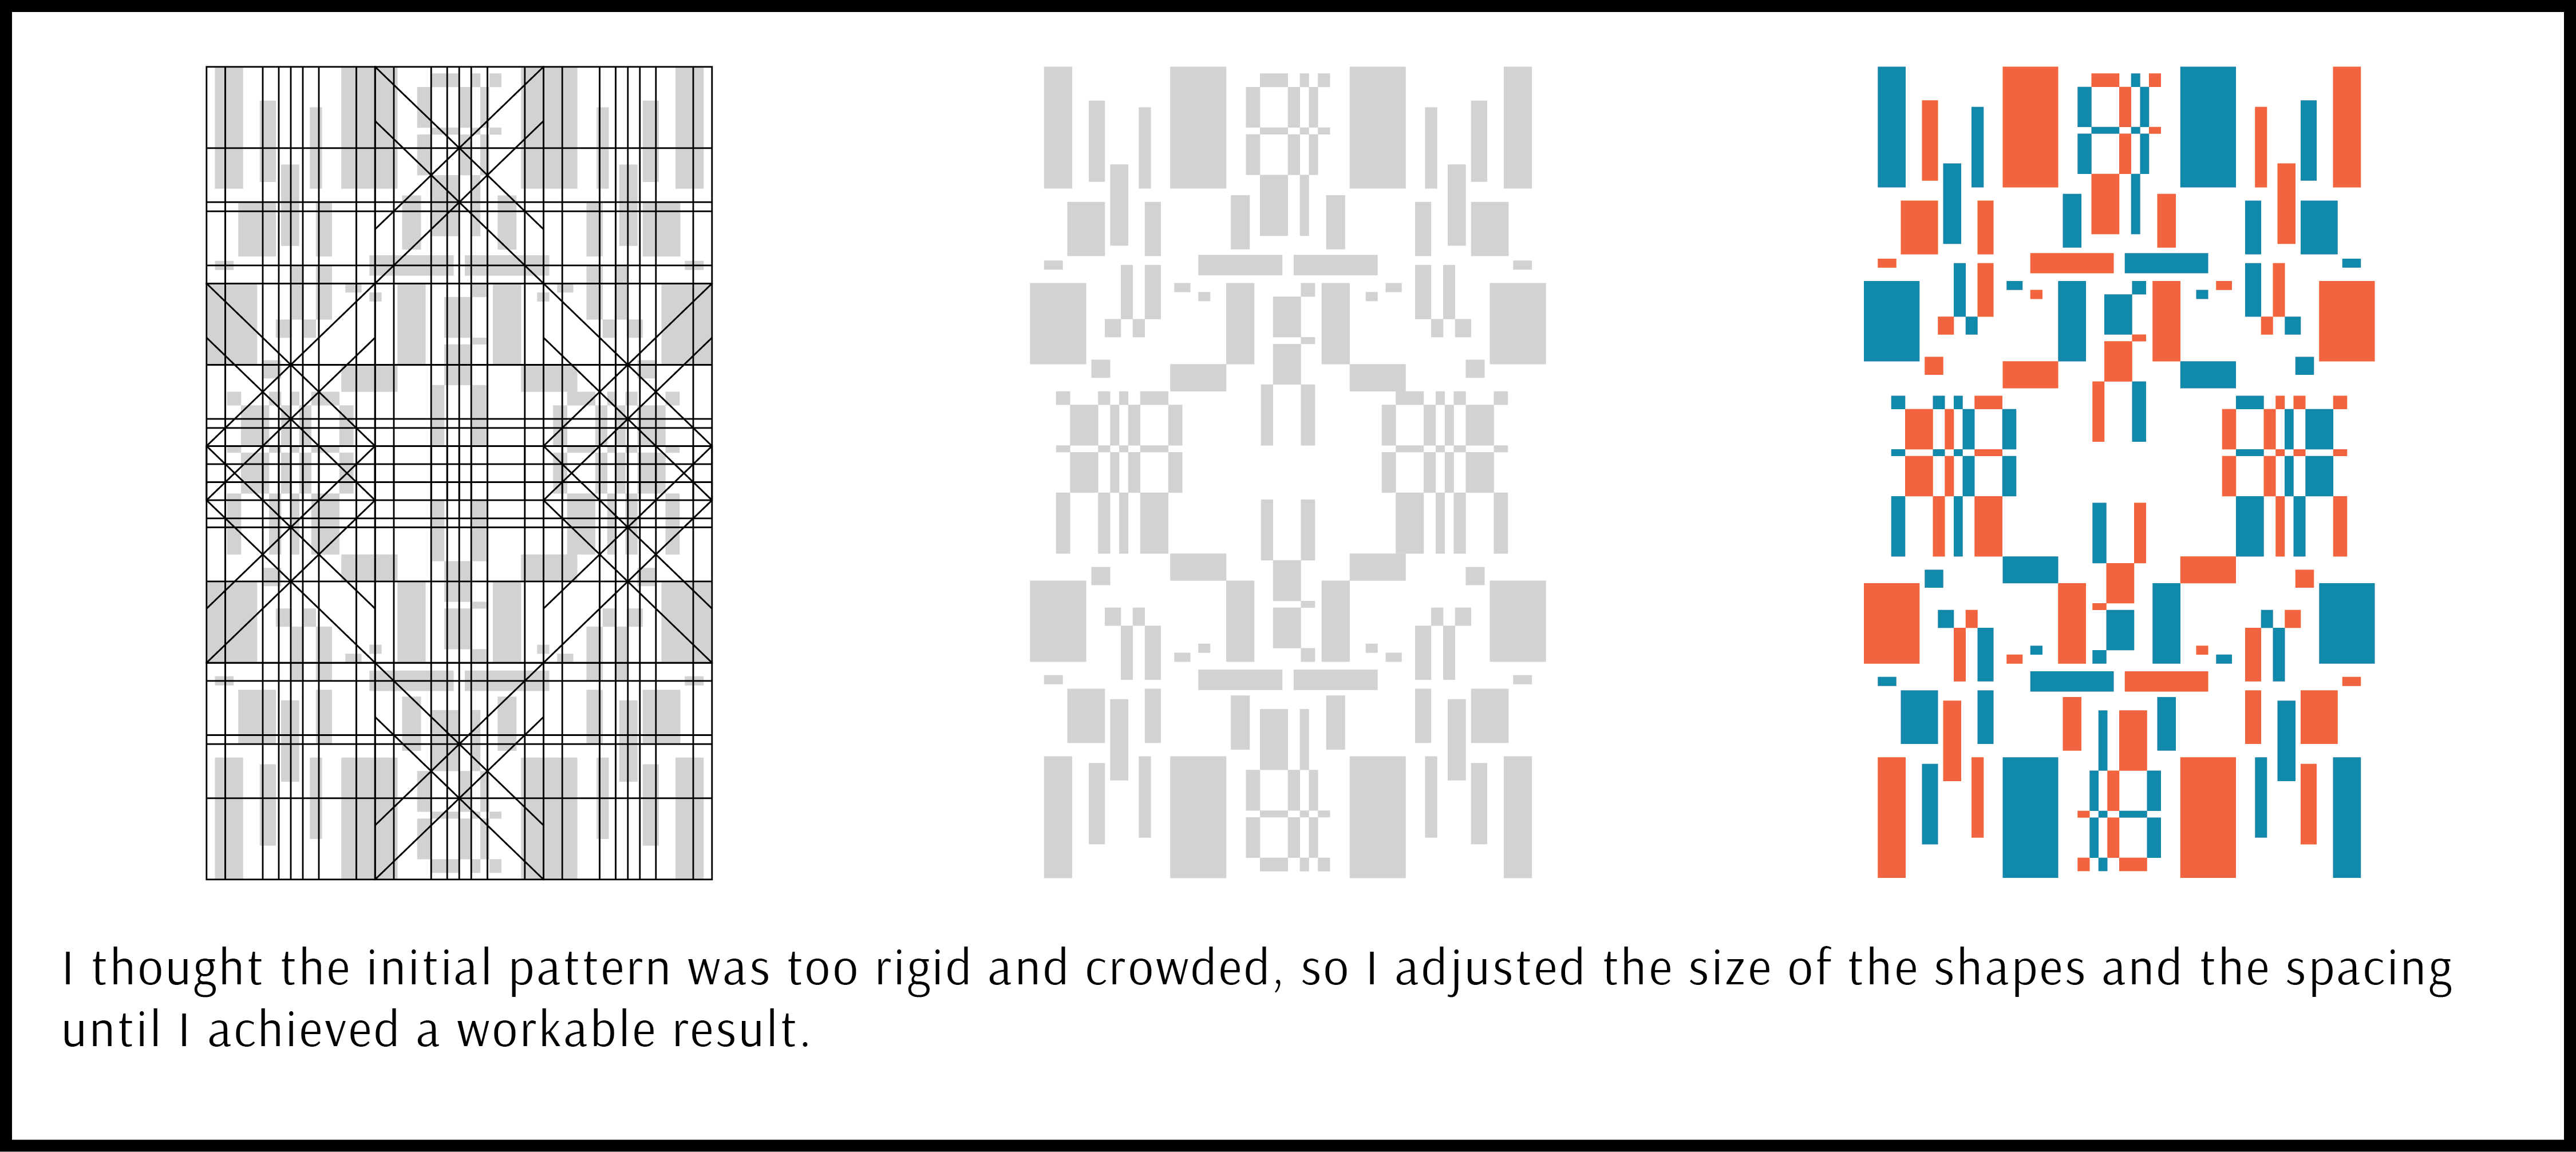 I thought the initial pattern was too rigid and crowded, so I adjusted the size of the shapes and the spacing
until I achieved a workable result.